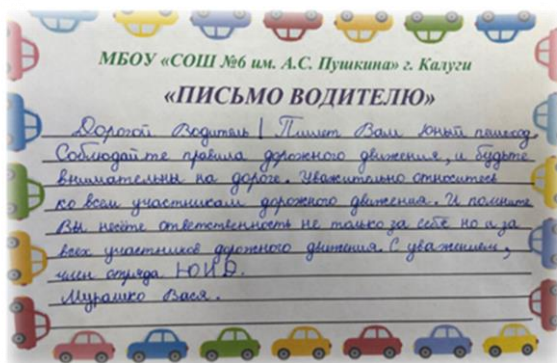 МБОУ «СОШ №6 им. А.С. Пушкина» г. Калуги
«ПИСЬМО ВОДИТЕЛЮ»
Дорогой Водитель! Пишет Вам юный пешеход.
Соблюдайте правила дорожного движения, и будьте
внимательны на дороге. Уважительно относитесь
ко всем участникам дорожного движения. И помните
Вы несёте ответственность не только за себя но и за
всех участников дорожного движения. С уважением,
член отряда ЮИД.
Мурашко Вася.